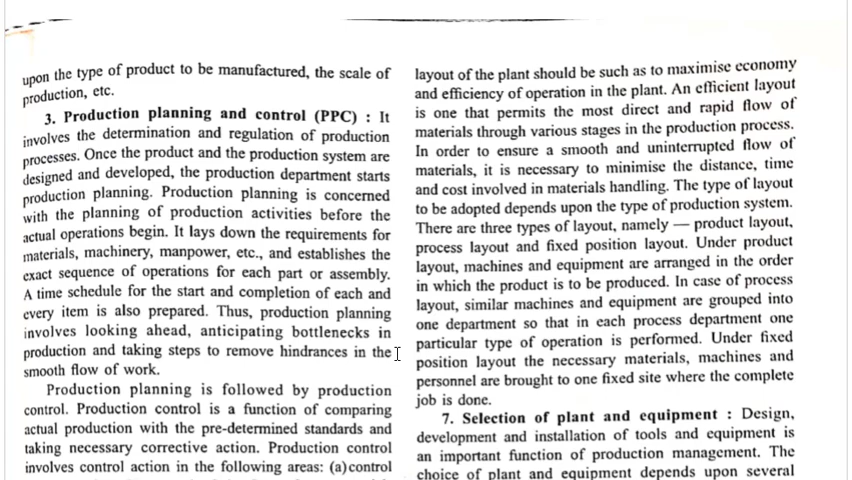 upon the type of product to be manufactured, the scale of
production, etc.
3. Production planning and control (PPC) : It
involves the determination and regulation of production
processes. Once the product and the production system are
designed and developed, the production department starts
production planning. Production planning is concerned
with the planning of production activities before the
actual operations begin. It lays down the requirements for
materials, machinery, manpower, etc., and establishes the
exact sequence of operations for each part or assembly.
A time schedule for the start and completion of each and
every item is also prepared. Thus, production planning
involves looking ahead, anticipating bottlenecks in
production and taking steps to remove hindrances in the
smooth flow of work.
Production planning is followed by production
control. Production control is a function of comparing
actual production with the pre-determined standards and
taking necessary corrective action. Production control
involves control action in the following areas: (a)control
layout of the plant should be such as to maximise economy
and efficiency of operation in the plant. An efficient layout
is one that permits the most direct and rapid flow of
materials through various stages in the production process.
In order to ensure a smooth and uninterrupted flow of
materials, it is necessary to minimise the distance, time
and cost involved in materials handling. The type of layout
to be adopted depends upon the type of production system.
There are three types of layout, namely — product layout,
process layout and fixed position layout. Under product
layout, machines and equipment are arranged in the order
in which the product is to be produced. In case of process
layout, similar machines and equipment are grouped into
one department so that in each process department one
particular type of operation is performed. Under fixed
position layout the necessary materials, machines and
personnel are brought to one fixed site where the complete
job is done.
7. Selection of plant and equipment : Design,
development and installation of tools and equipment is
an important function of production management. The
choice of plant and equipment depends upon several